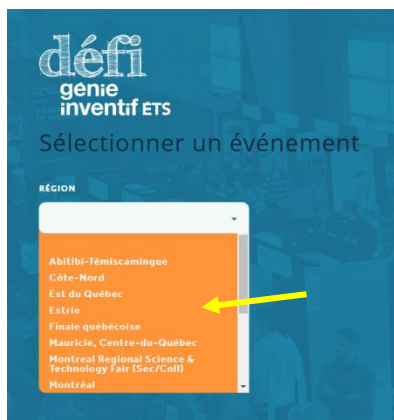 défi
génie
inventif ÉTS
Sélectionner un événement
RÉGION
Abitibi-Témiscamingue
Côte-Nord
Est du Québec
Estrie
Finale québécoise
Mauricie, Centre-du-Québec
Montreal Regional Science &
Technology Fair (Sec/Coll)
Montréal